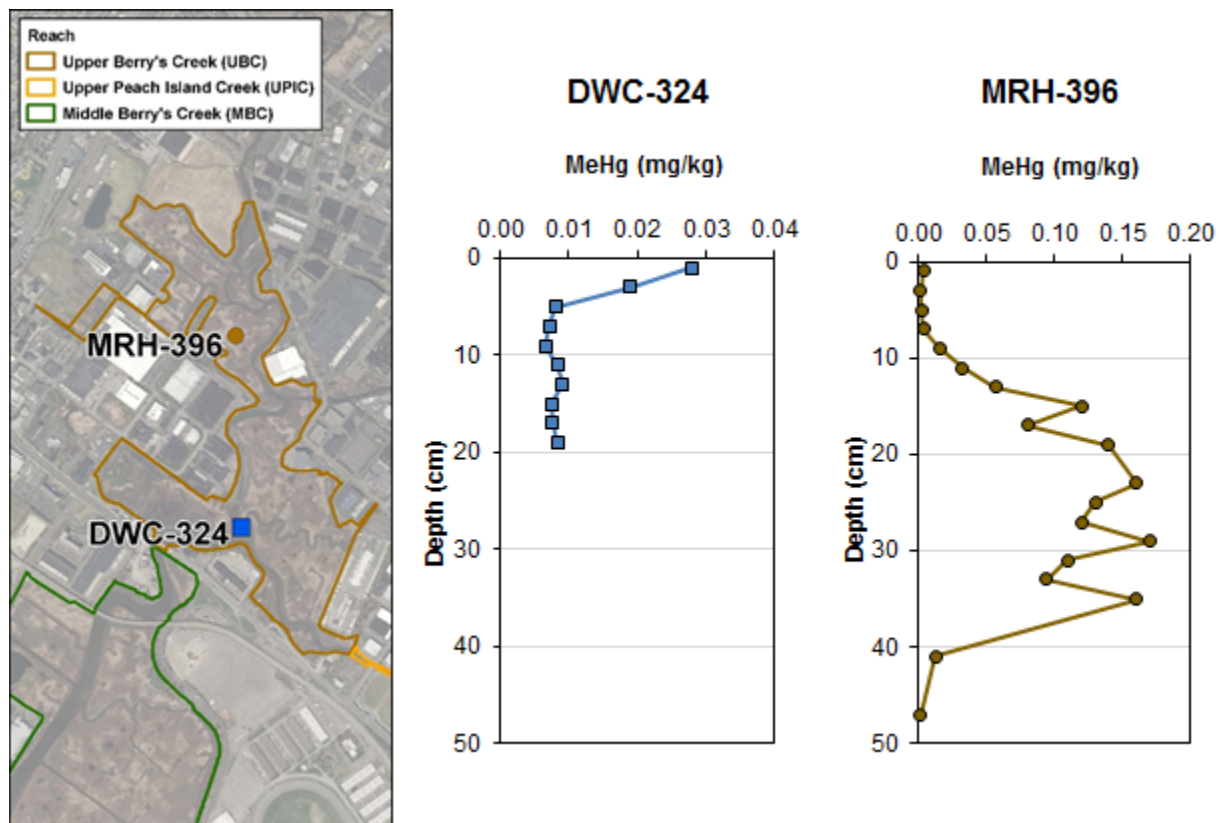 Reach
Upper Berry's Creek (UBC)
Upper Peach Island Creek (UPIC)
Middle Berry's Creek (MBC)
MRH-396
DWC-324
DWC-324
MeHg (mg/kg)
0.00 0.01 0.02 0.03 0.04
0
10
20
30
40
50
Depth (cm)
MRH-396
MeHg (mg/kg)
0.00 0.05 0.10 0.15 0.20
0
10
20
30
40
50
Depth (cm)